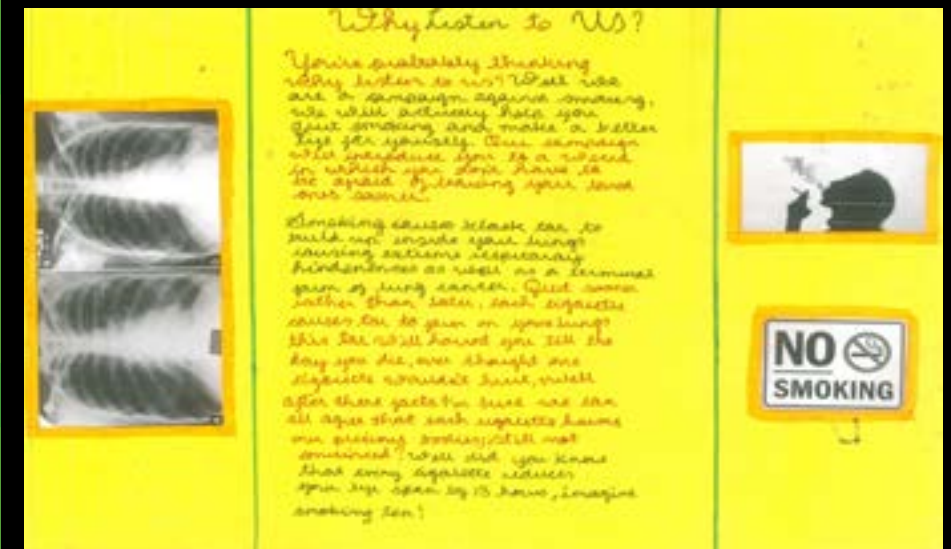 Why Listen to US?
You're probably thinking
why listen to us? Well we
are a campaign against smoking,
we will actively help you
quit smoking and make a better
life for yourself. Our campaign
will introduce you to a world
in which you don't have to
be afraid of leaving your loved
ones sooner.
Smoking causes black tar to
build up inside your lungs
causing extreme respiratory
as well as a terminal
form of lung cancer. Quit sooner
rather than later, each cigarette
causes tar to form on your lungs
this tar will haunt you till the
day you die, ever thought one
cigarette wouldn't hurt, well
after these facts I'm sure we can
all agree that each cigarette harms
our precious bodies; still not
convinced? Well did you know
that every cigarette reduces
your life span by hours, imagine
smoking ten!
NO
SMOKING